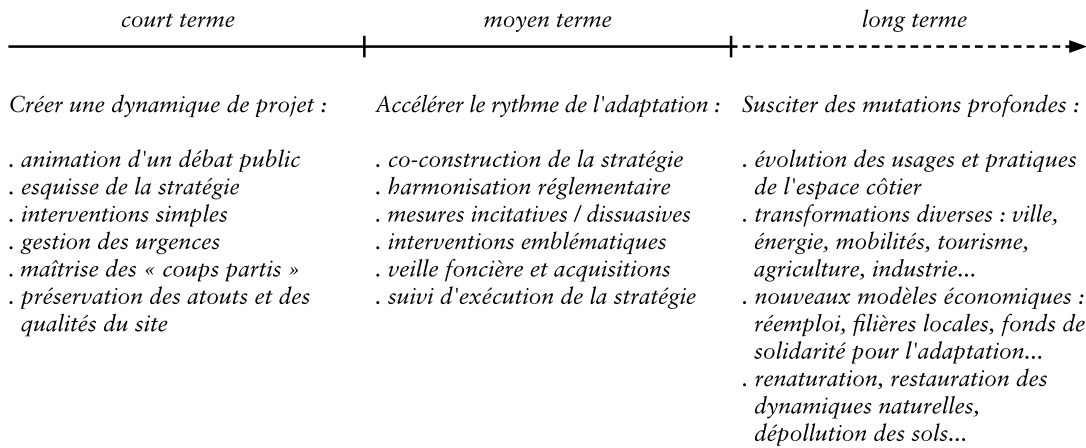 court terme
moyen terme
long terme
Créer une dynamique de projet :
. animation d'un débat public
. esquisse de la stratégie
. interventions simples
. gestion des urgences
. maîtrise des « coups partis »
. préservation des atouts et des
qualités du site
Accélérer le rythme de l'adaptation :
. co-construction de la stratégie
. harmonisation réglementaire
. mesures incitatives / dissuasives
. interventions emblématiques
. veille foncière et acquisitions
. suivi d'exécution de la stratégie
Susciter des mutations profondes :
. évolution des usages et pratiques
de l'espace côtier
. transformations diverses : ville,
énergie, mobilités, tourisme,
agriculture, industrie...
. nouveaux modèles économiques :
réemploi, filières locales, fonds de
solidarité pour l'adaptation...
. renaturation, restauration des
dynamiques naturelles,
dépollution des sols...